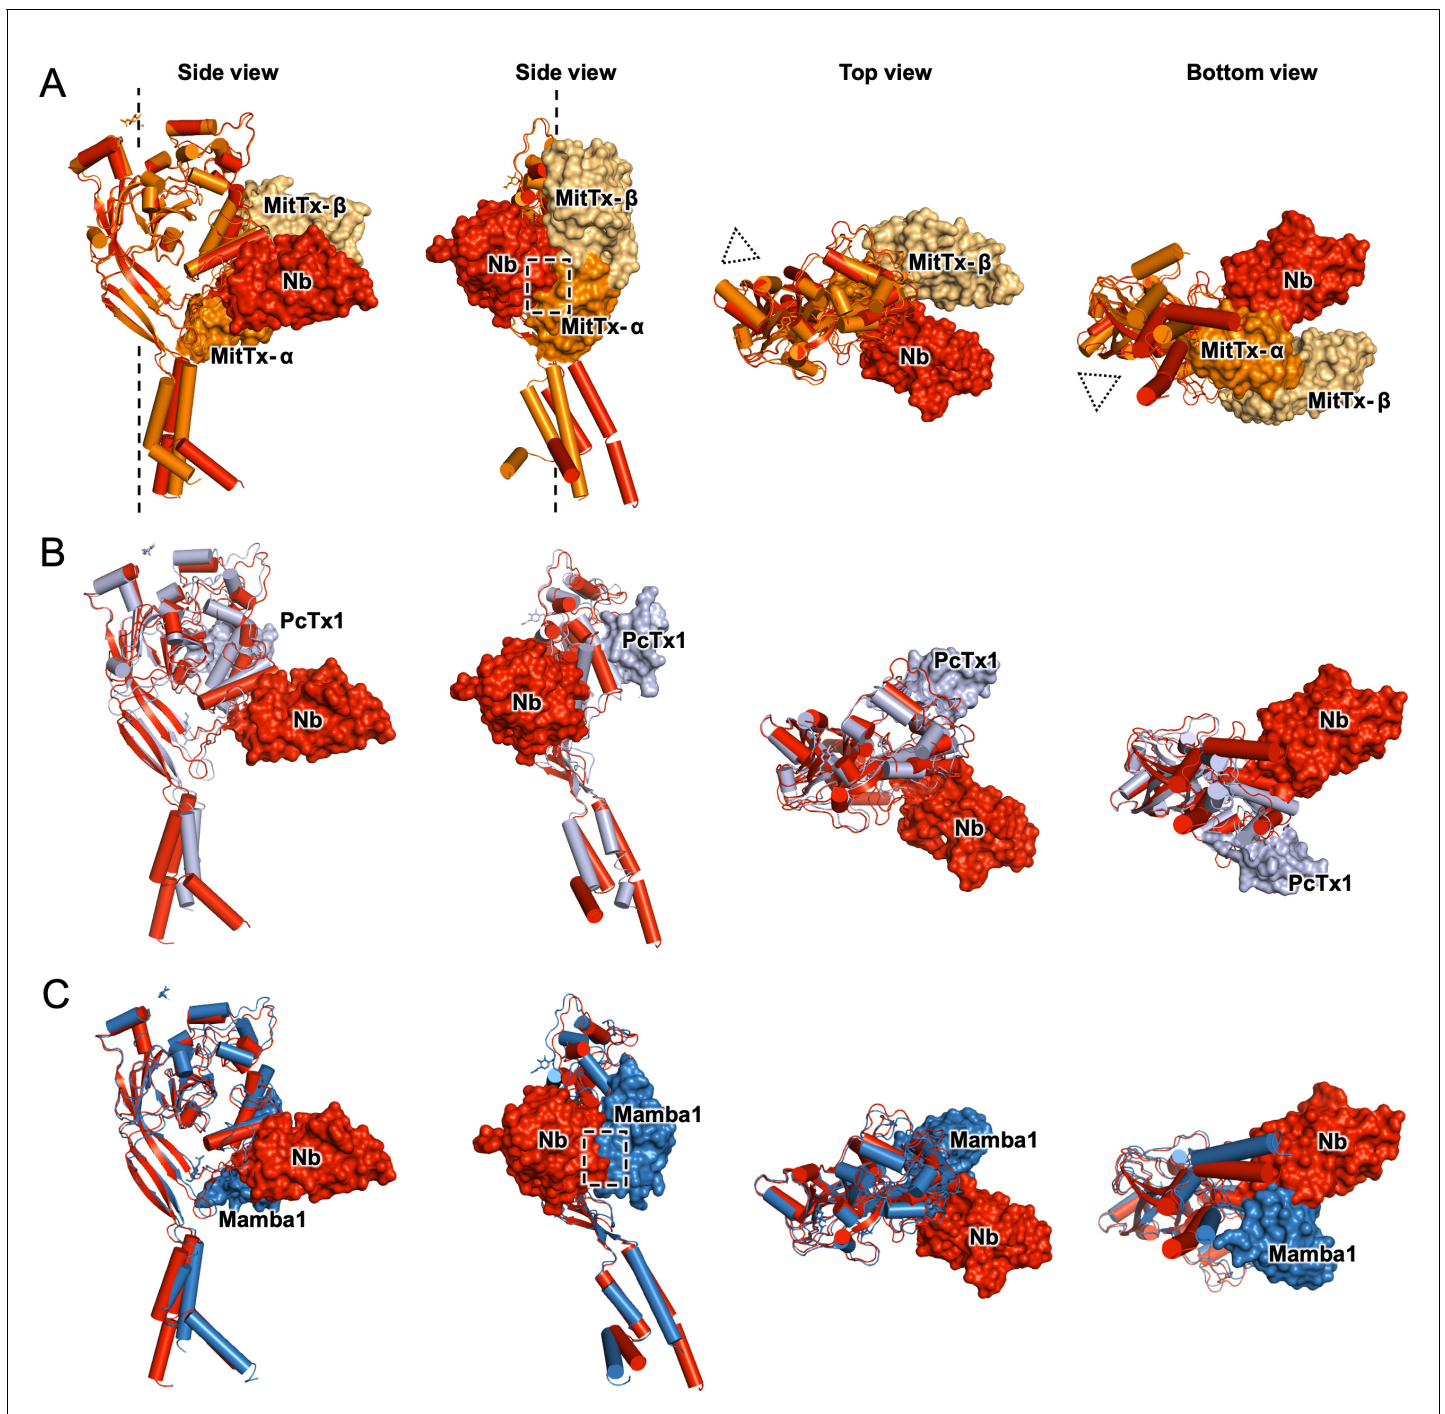 A
Side view
Side view
Top view
Bottom view
MitTx-β
Nb
MitTx-α
MitTx-β
Nb
MitTx-α
MitTx-β
Nb
Nb
MitTx-α
MitTx-β
B
PcTx1
Nb
PcTx1
Nb
PcTx1
Nb
Nb
PcTx1
C
Nb
Mamba1
Mamba1
Nb
Mamba1
Nb
Nb
Mamba1